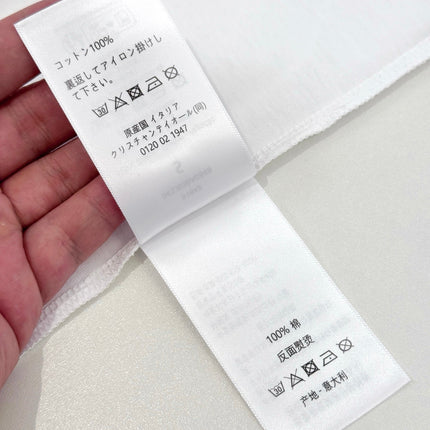 コットン100%
裏返してアイロン掛けし
て下さい。
原産国 イタリア
クリスチャンディオール(同)
0120 02 1947
S
100% 棉
反面熨烫
产地 - 意大利